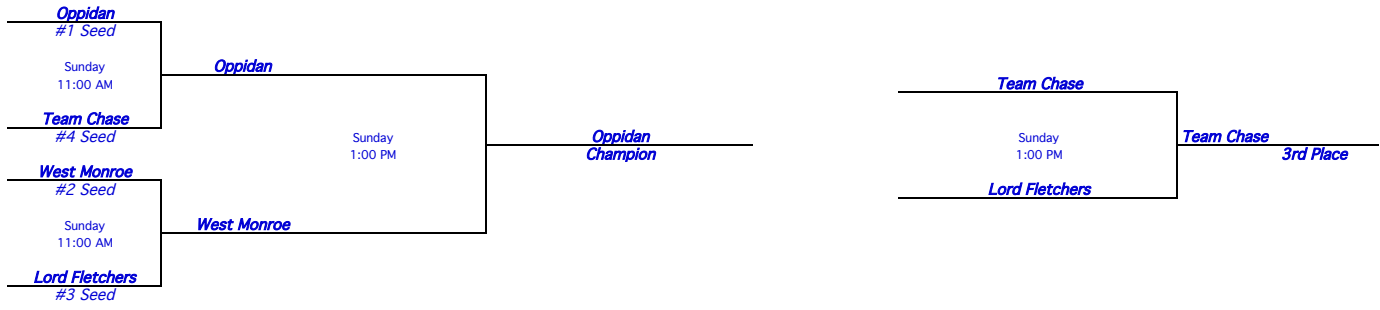 Oppidan
#1 Seed
Sunday
11:00 AM
Oppidan
Team Chase
#4 Seed
Sunday
1:00 PM
Oppidan
Champion
West Monroe
#2 Seed
Sunday
11:00 AM
West Monroe
Lord Fletchers
#3 Seed
Team Chase
Sunday
1:00 PM
Team Chase
3rd Place
Lord Fletchers